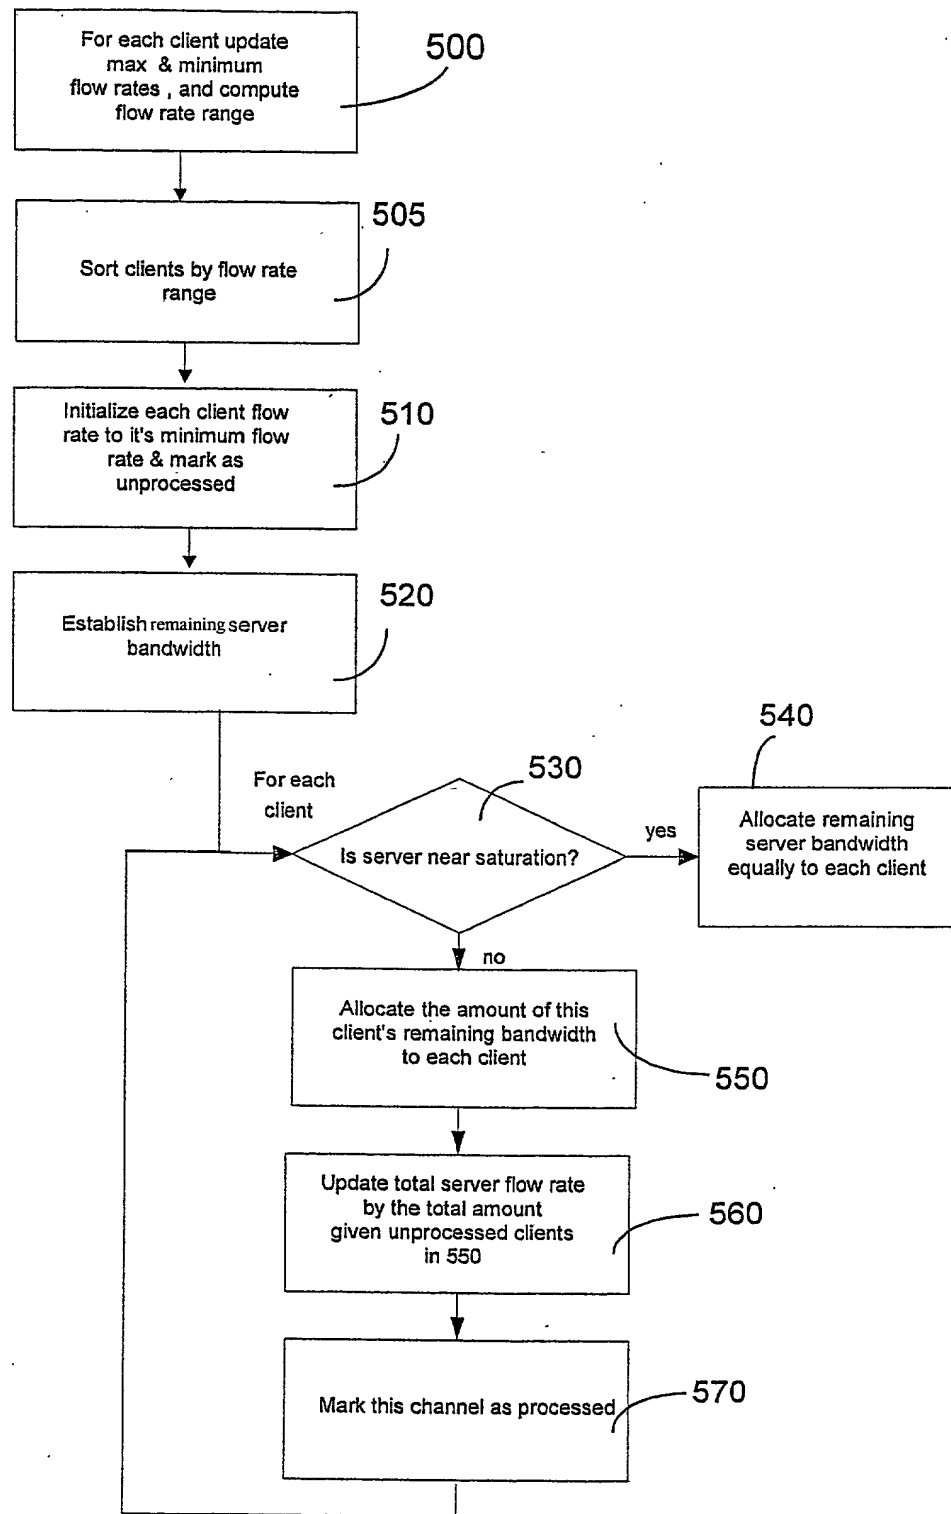 For each client update
max & minimum
flow rates , and compute
flow rate range
500
Sort clients by flow rate
range
505
Initialize each client flow
rate to it's minimum flow
rate & mark as
unprocessed
510
Establish remaining server
bandwidth
520
For each
client
Is server near saturation?
530
yes
Allocate remaining
server bandwidth
equally to each client
540
no
Allocate the amount of this
client's remaining bandwidth
to each client
550
Update total server flow rate
by the total amount
given unprocessed clients
in 550
560
Mark this channel as processed
570